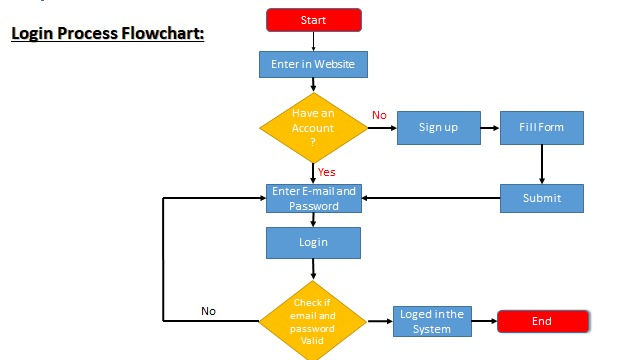 Login Process Flowchart:
Start
Enter in Website
Have an
Account
?
No
Sign up
Fill Form
Yes
Enter E-mail and
Password
Submit
Login
Check if
email and
password
Valid
No
Loged in the
System
End